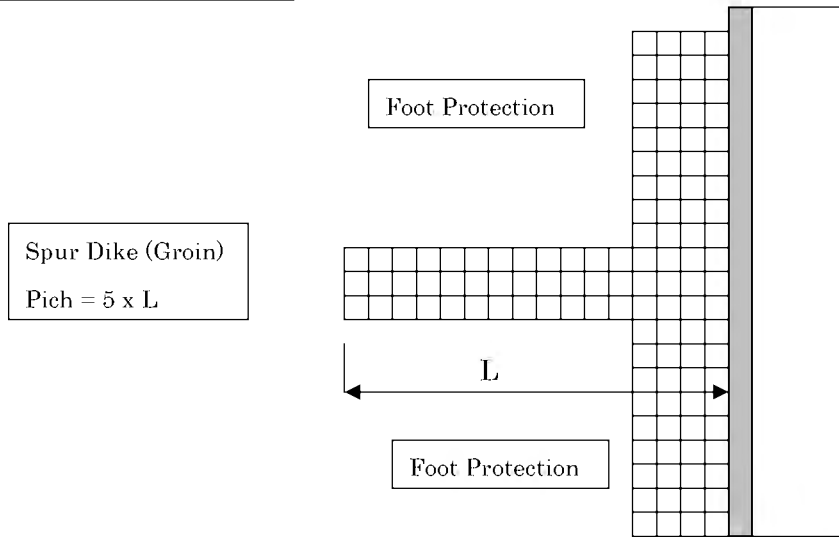 Foot Protection
Spur Dike (Groin)
Pich = 5 x L
L
Foot Protection